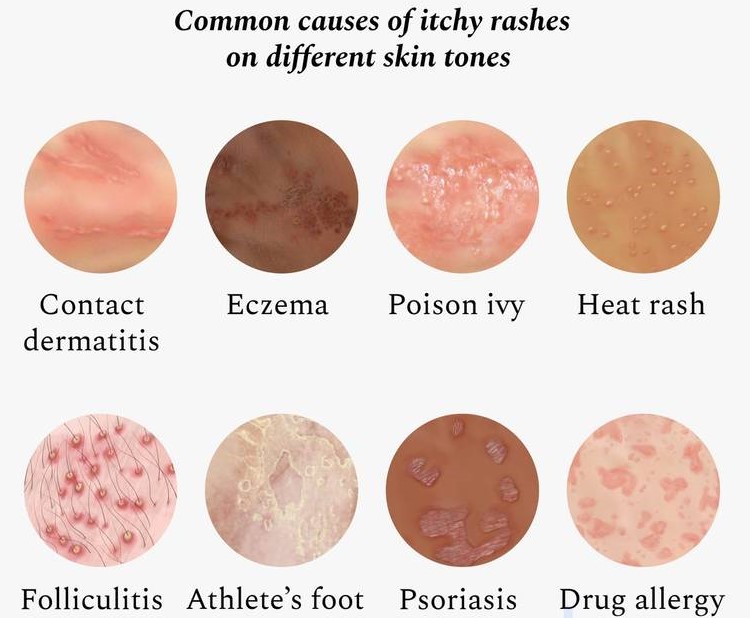 Common causes of itchy rashes
on different skin tones
Contact
dermatitis
Eczema
Poison ivy
Heat rash
Folliculitis
Athlete’s foot
Psoriasis
Drug allergy